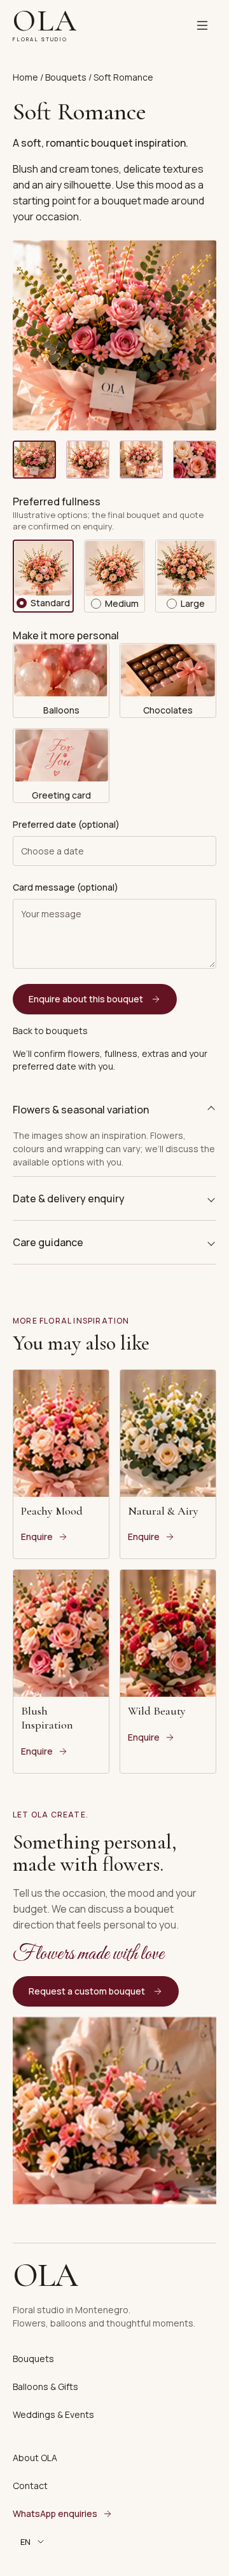 OLA
FLORAL STUDIO
Home / Bouquets / Soft Romance
Soft Romance
A soft, romantic bouquet inspiration.
Blush and cream tones, delicate textures
and an airy silhouette. Use this mood as a
starting point for a bouquet made around
your occasion.
OLA
Preferred fullness
Illustrative options; the final bouquet and quote
are confirmed on enquiry.
Standard
Medium
Large
Make it more personal
Balloons
Chocolates
For
You
Greeting card
Preferred date (optional)
Choose a date
Card message (optional)
Your message
Enquire about this bouquet
Back to bouquets
We'll confirm flowers, fullness, extras and your
preferred date with you.
Flowers & seasonal variation
The images show an inspiration. Flowers,
colours and wrapping can vary; we'll discuss the
available options with you.
Date & delivery enquiry
Care guidance
MORE FLORAL INSPIRATION
You may also like
Peachy Mood
Enquire
Natural & Airy
Enquire
Blush
Inspiration
Enquire
Wild Beauty
Enquire
LET OLA CREATE.
Something personal,
made with flowers.
Tell us the occasion, the mood and your
budget. We can discuss a bouquet
direction that feels personal to you.
Flowers made with love
Request a custom bouquet
OLA
OLA
Floral studio in Montenegro.
Flowers, balloons and thoughtful moments.
Bouquets
Balloons & Gifts
Weddings & Events
About OLA
Contact
WhatsApp enquiries
EN